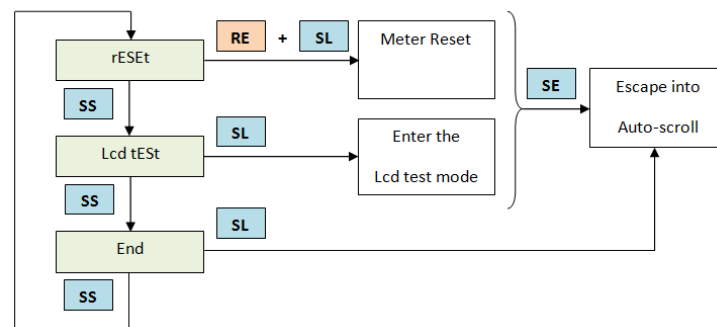 RE + SL
Meter Reset
rESEt
SS
SL
SE
Escape into
Auto-scroll
Lcd tESt
Enter the
Lcd test mode
SS
SL
End
SS